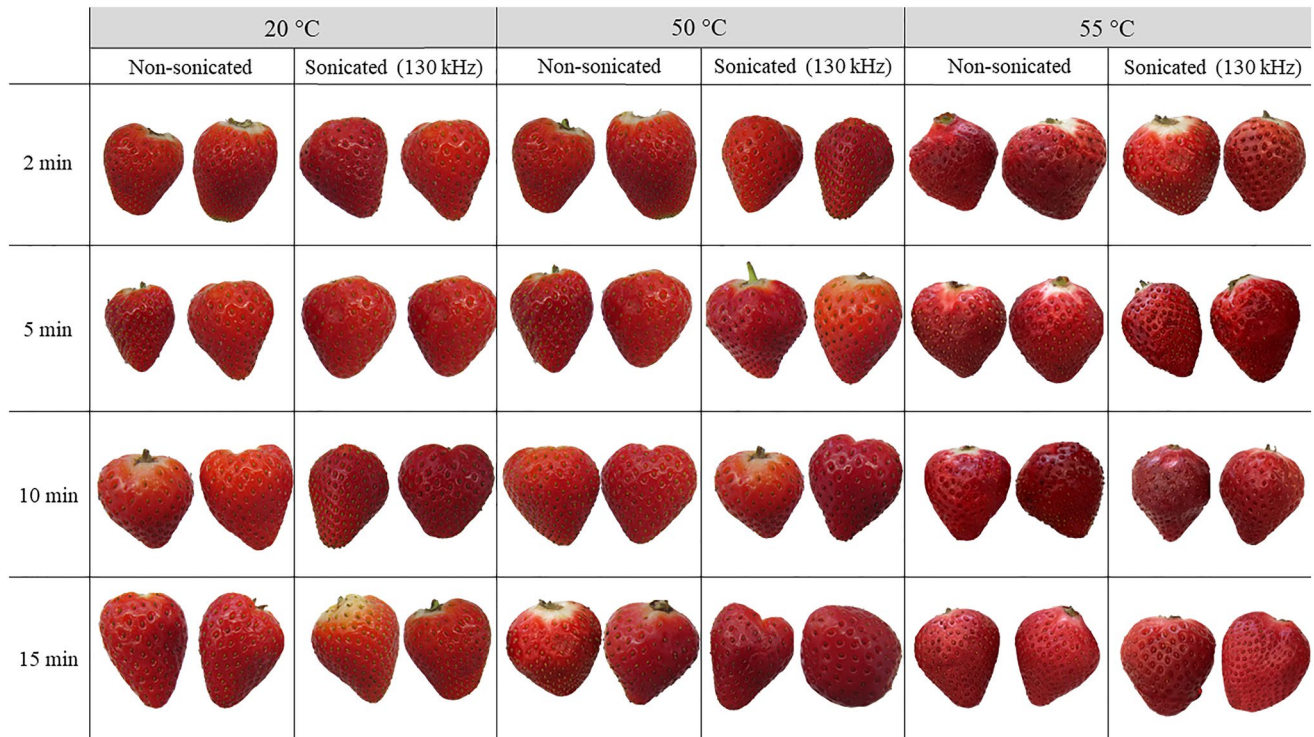 20 °C 50 °C 55 °C
Non-sonicated Sonicated (130 kHz) Non-sonicated Sonicated (130 kHz) Non-sonicated Sonicated (130 kHz)
2 min
5 min
10 min
15 min